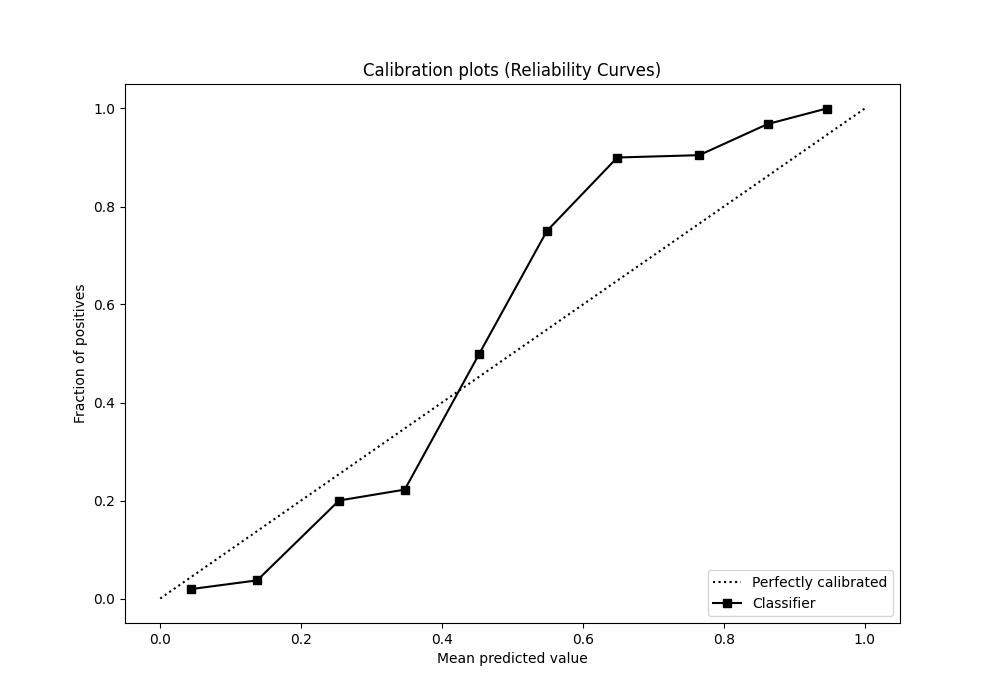 Calibration plots (Reliability Curves)
1.0
0.8
0.6
0.4
0.2
0.0
Fraction of positives
Perfectly calibrated
Classifier
0.0 0.2 0.4 0.6 0.8 1.0
Mean predicted value